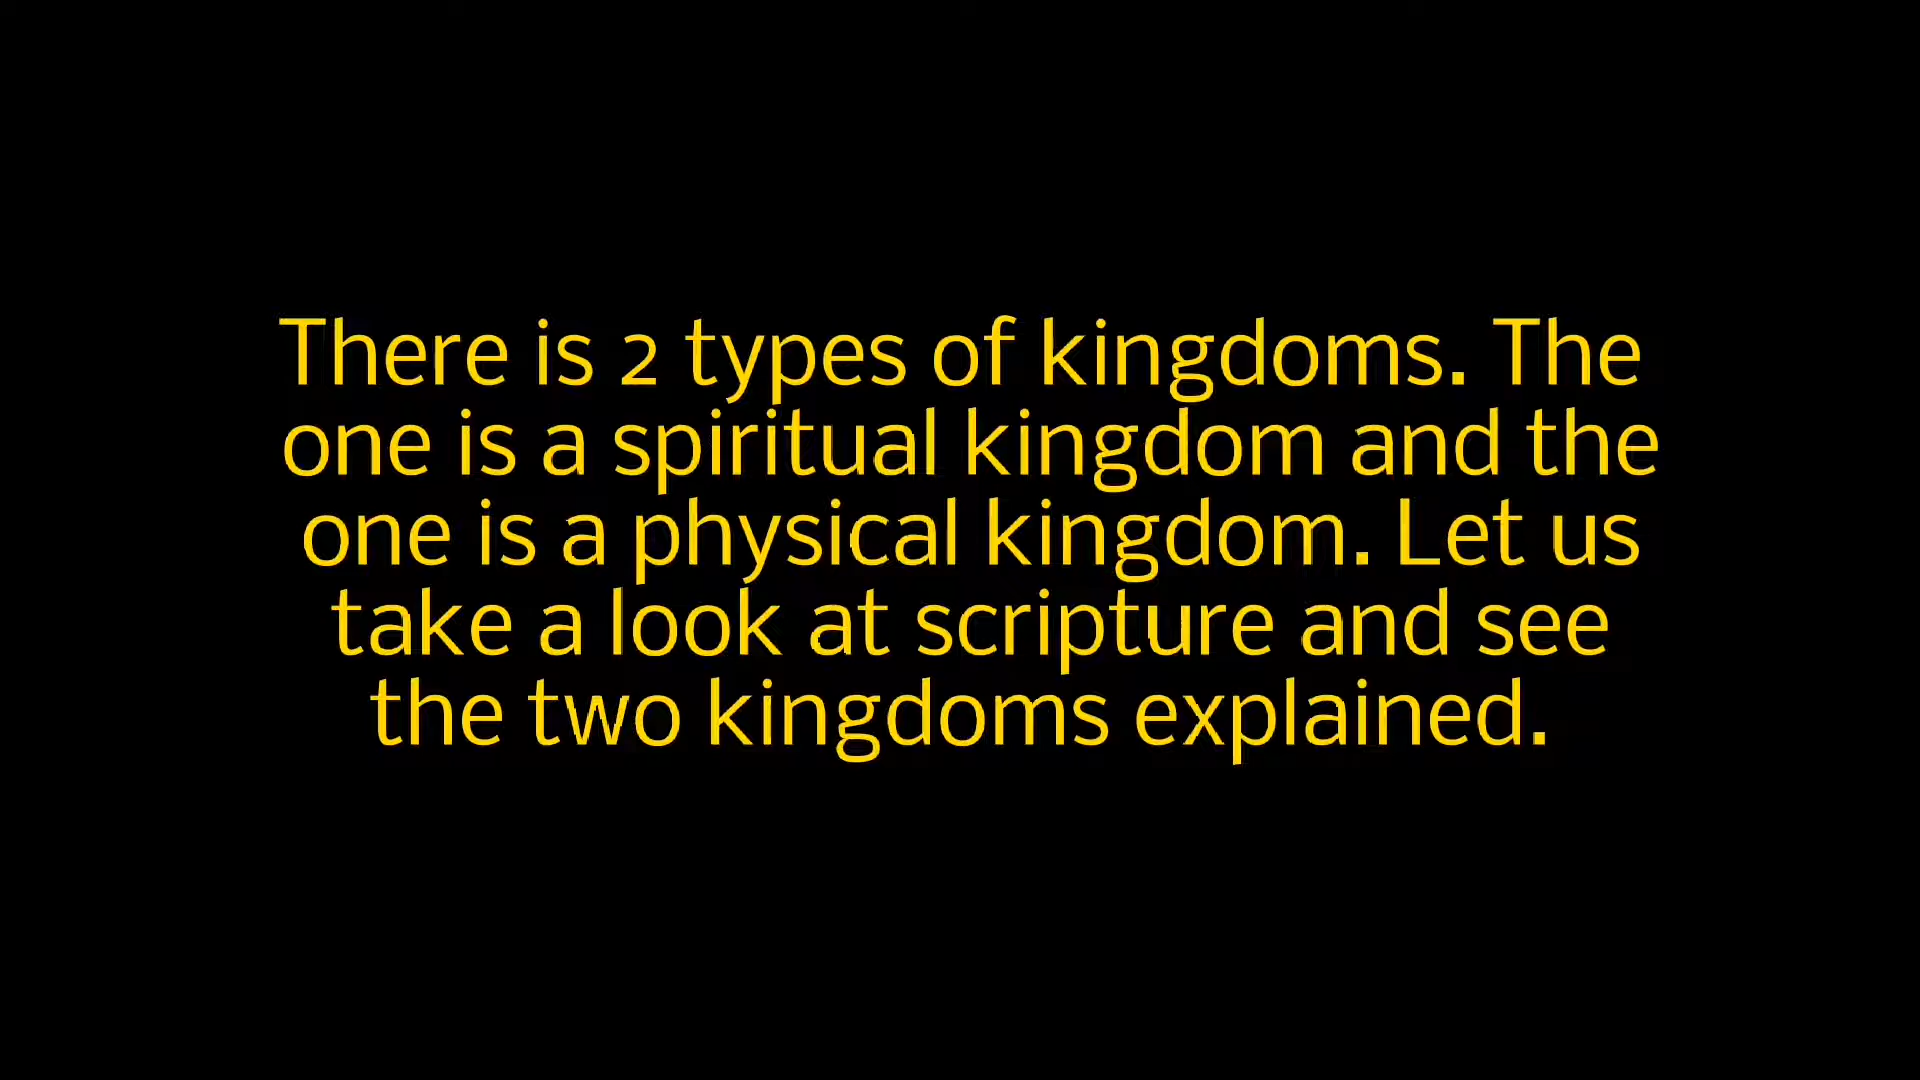 There is 2 types of kingdoms. The
one is a spiritual kingdom and the
one is a physical kingdom. Let us
take a look at scripture and see
the two kingdoms explained.